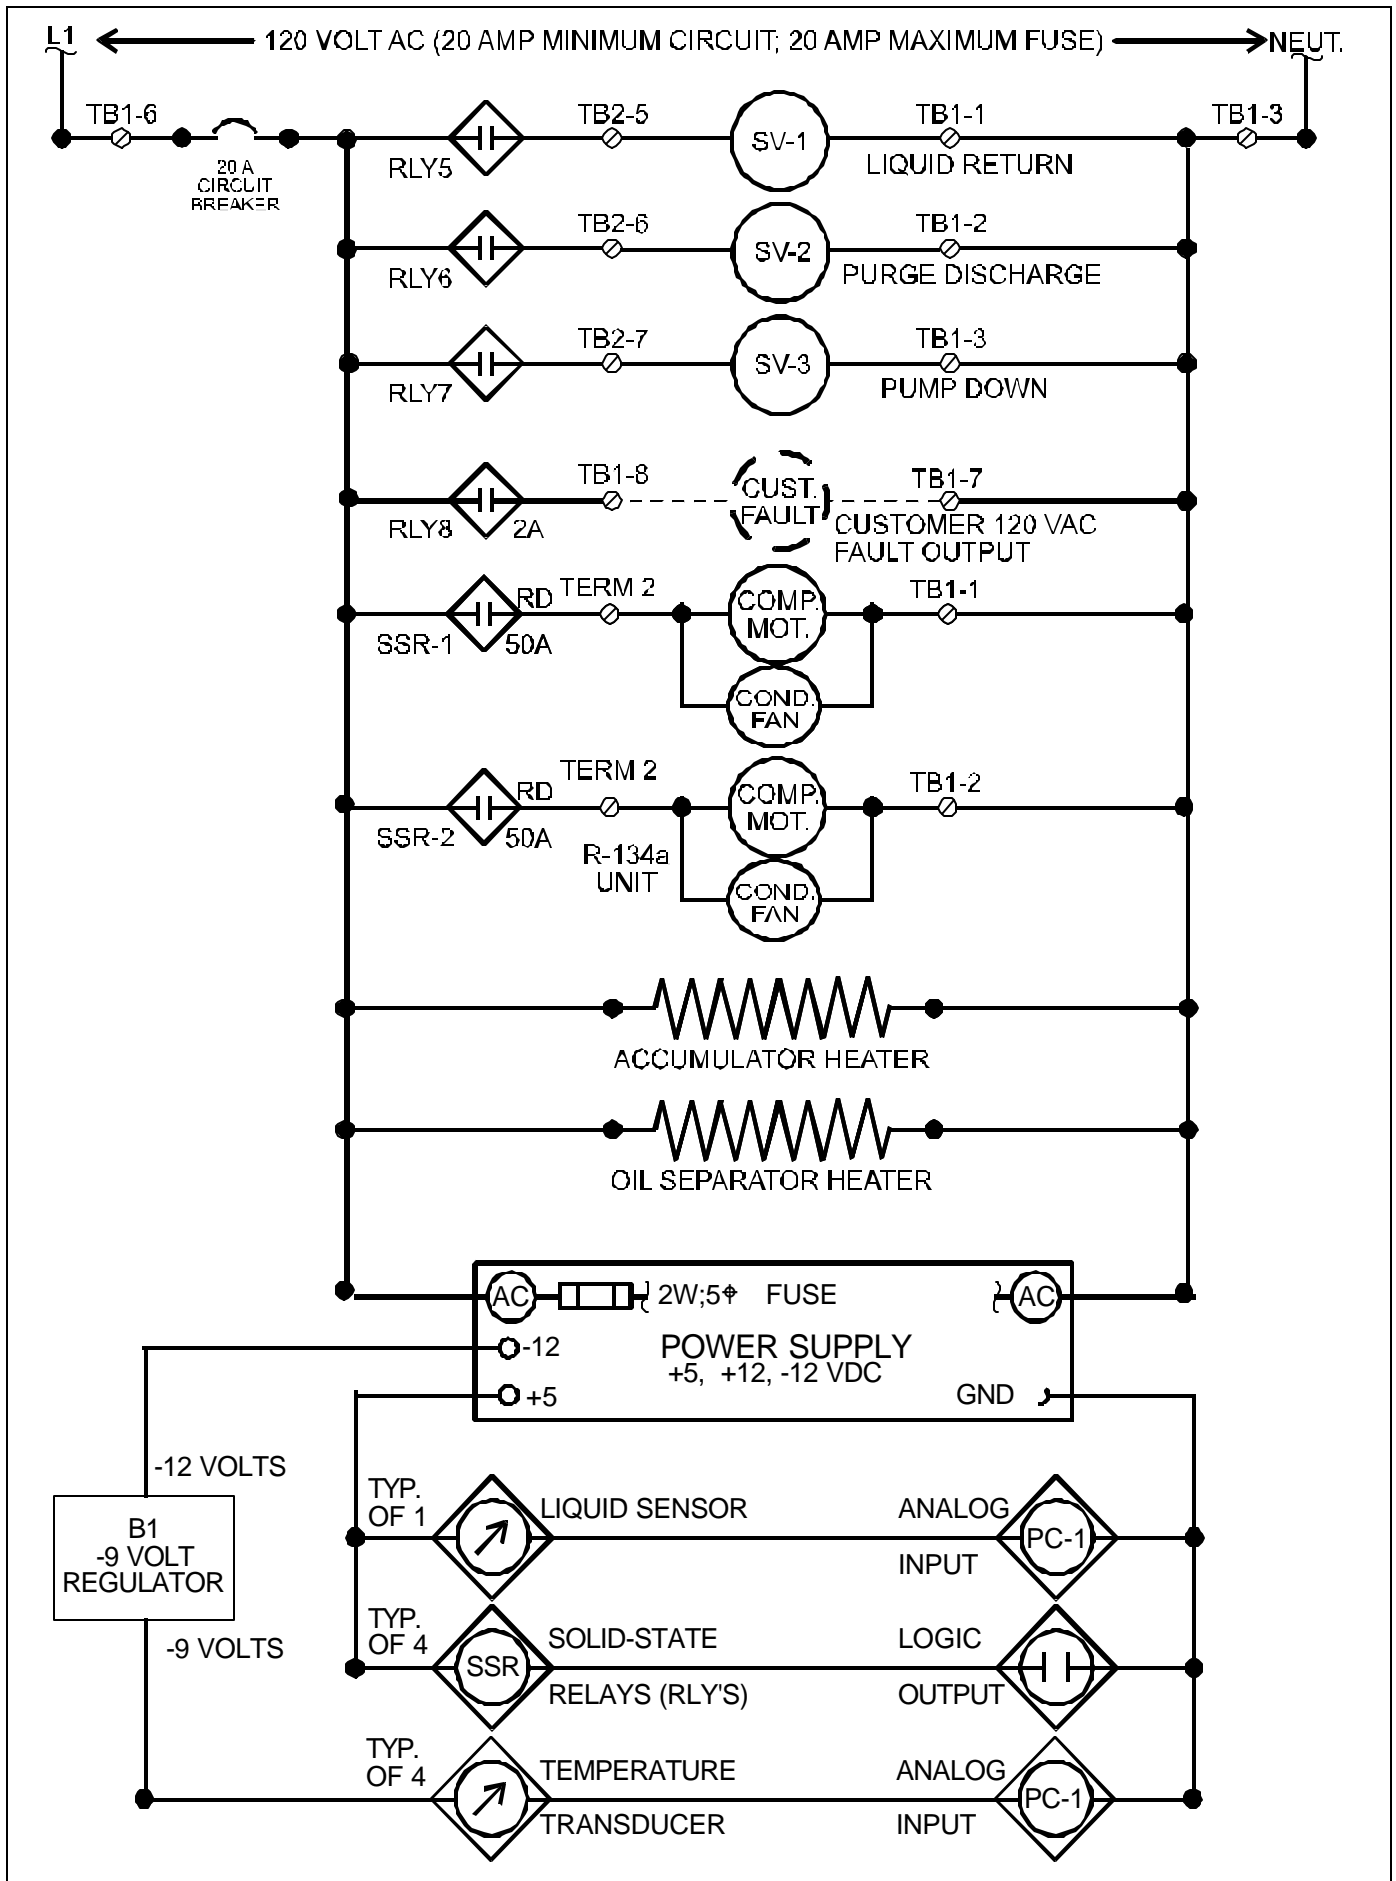 L1
120 VOLT AC (20 AMP MINIMUM CIRCUIT; 20 AMP MAXIMUM FUSE)
NEUT.
TB1-6
20 A
CIRCUIT
BREAKER
RLY5
TB2-5
SV-1
TB1-1
LIQUID RETURN
TB1-3
RLY6
TB2-6
SV-2
TB1-2
PURGE DISCHARGE
RLY7
TB2-7
SV-3
TB1-3
PUMP DOWN
RLY8
2A
TB1-8
CUST.
FAULT
TB1-7
CUSTOMER 120 VAC
FAULT OUTPUT
SSR-1
RD
50A
TERM 2
COMP.
MOT.
COND.
FAN
TB1-1
SSR-2
RD
50A
TERM 2
R-134a
UNIT
COMP.
MOT.
COND.
FAN
TB1-2
ACCUMULATOR HEATER
OIL SEPARATOR HEATER
AC
2W;5⌖ FUSE
AC
-12
POWER SUPPLY
+5, +12, -12 VDC
+5
GND
-12 VOLTS
B1
-9 VOLT
REGULATOR
-9 VOLTS
TYP.
OF 1
LIQUID SENSOR
ANALOG
INPUT
PC-1
TYP.
OF 4
SSR
SOLID-STATE
RELAYS (RLY'S)
LOGIC
OUTPUT
TYP.
OF 4
TEMPERATURE
TRANSDUCER
ANALOG
INPUT
PC-1